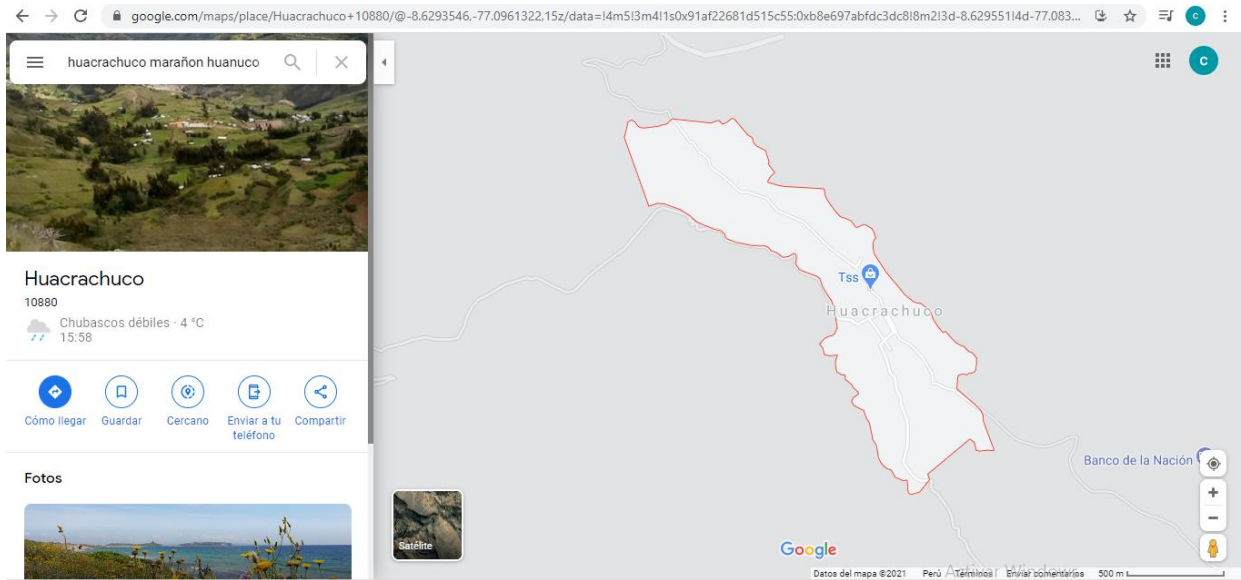 google.com/maps/place/Huacrachuco+10880/@-8.6293546,-77.0961322,15z/data=!4m5!3m4!1s0x91af22681d515c55:0xb8e697abfdc3dc8!8m2!3d-8.629551!4d-77.083...
C
huacrachuco marañon huanuco
C
Huacrachuco
10880
Chubascos débiles · 4 °C
15:58
Cómo llegar
Guardar
Cercano
Enviar a tu
teléfono
Compartir
Fotos
Tss
Huacrachuco
Banco de la Nación
Satélite
Google
Activar Windows
Datos del mapa ©2021 Perú Términos Enviar comentarios 500 m